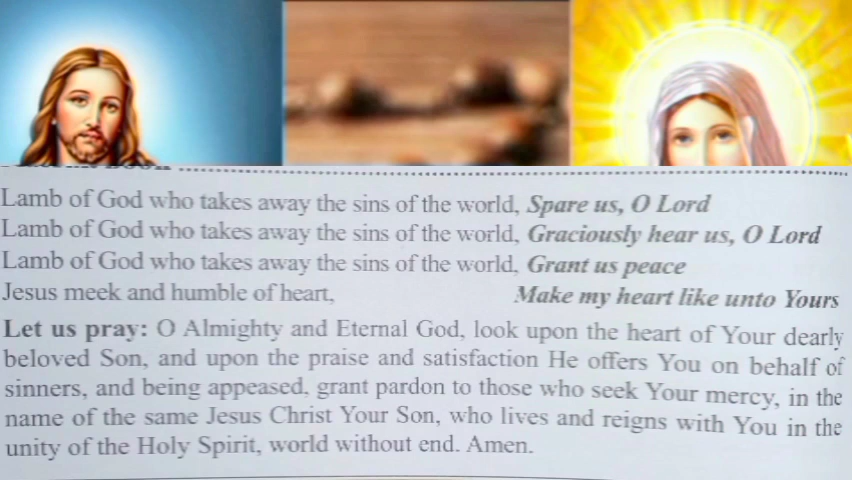 Lamb of God who takes away the sins of the world, Spare us, O Lord
Lamb of God who takes away the sins of the world, Graciously hear us, O Lord
Lamb of God who takes away the sins of the world, Grant us peace
Jesus meek and humble of heart, Make my heart like unto Yours
Let us pray: O Almighty and Eternal God, look upon the heart of Your dearly
beloved Son, and upon the praise and satisfaction He offers You on behalf of
sinners, and being appeased, grant pardon to those who seek Your mercy, in the
name of the same Jesus Christ Your Son, who lives and reigns with You in the
unity of the Holy Spirit, world without end. Amen.